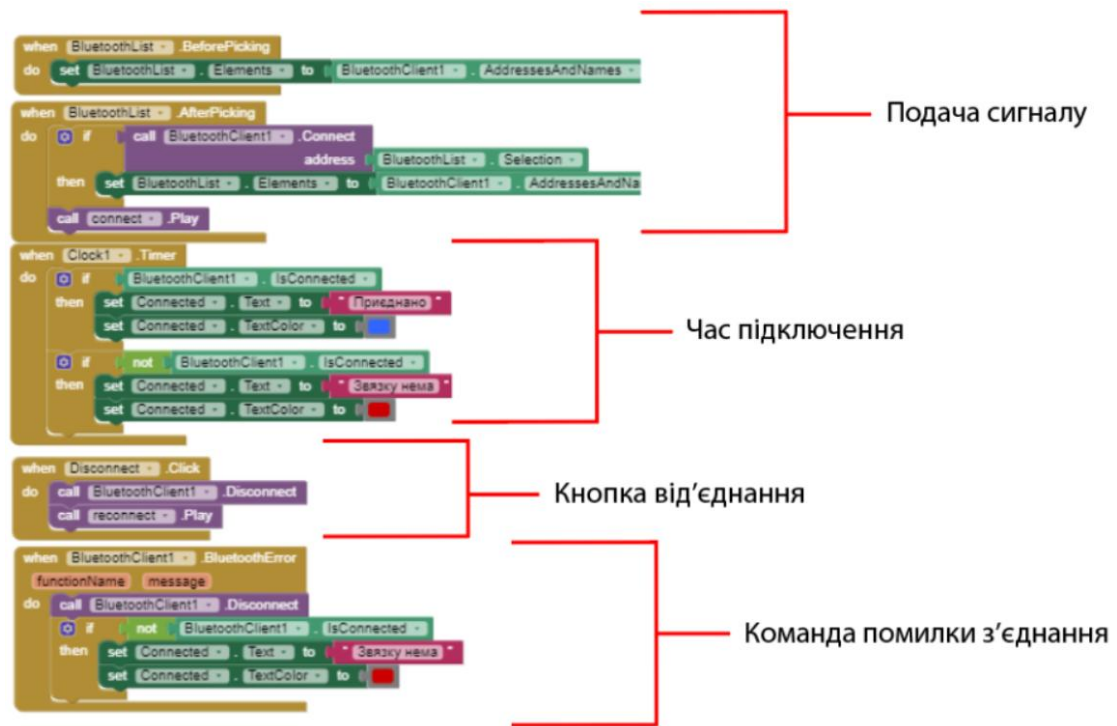 when BluetoothList .BeforePicking
do set BluetoothList . Elements to BluetoothClient1 . AddressesAndNames
when BluetoothList .AfterPicking
do if call BluetoothClient1 .Connect
address BluetoothList . Selection
then set BluetoothList . Elements to BluetoothClient1 . AddressesAndNa
call connect .Play
Подача сигналу
when Clock1 .Timer
do if BluetoothClient1 . IsConnected
then set Connected . Text to " Приєднано "
set Connected . TextColor to
if not BluetoothClient1 . IsConnected
then set Connected . Text to " Звязку нема "
set Connected . TextColor to
Час підключення
when Disconnect .Click
do call BluetoothClient1 .Disconnect
call reconnect .Play
Кнопка від’єднання
when BluetoothClient1 .BluetoothError
functionName message
do call BluetoothClient1 .Disconnect
if not BluetoothClient1 . IsConnected
then set Connected . Text to " Звязку нема "
set Connected . TextColor to
Команда помилки з’єднання